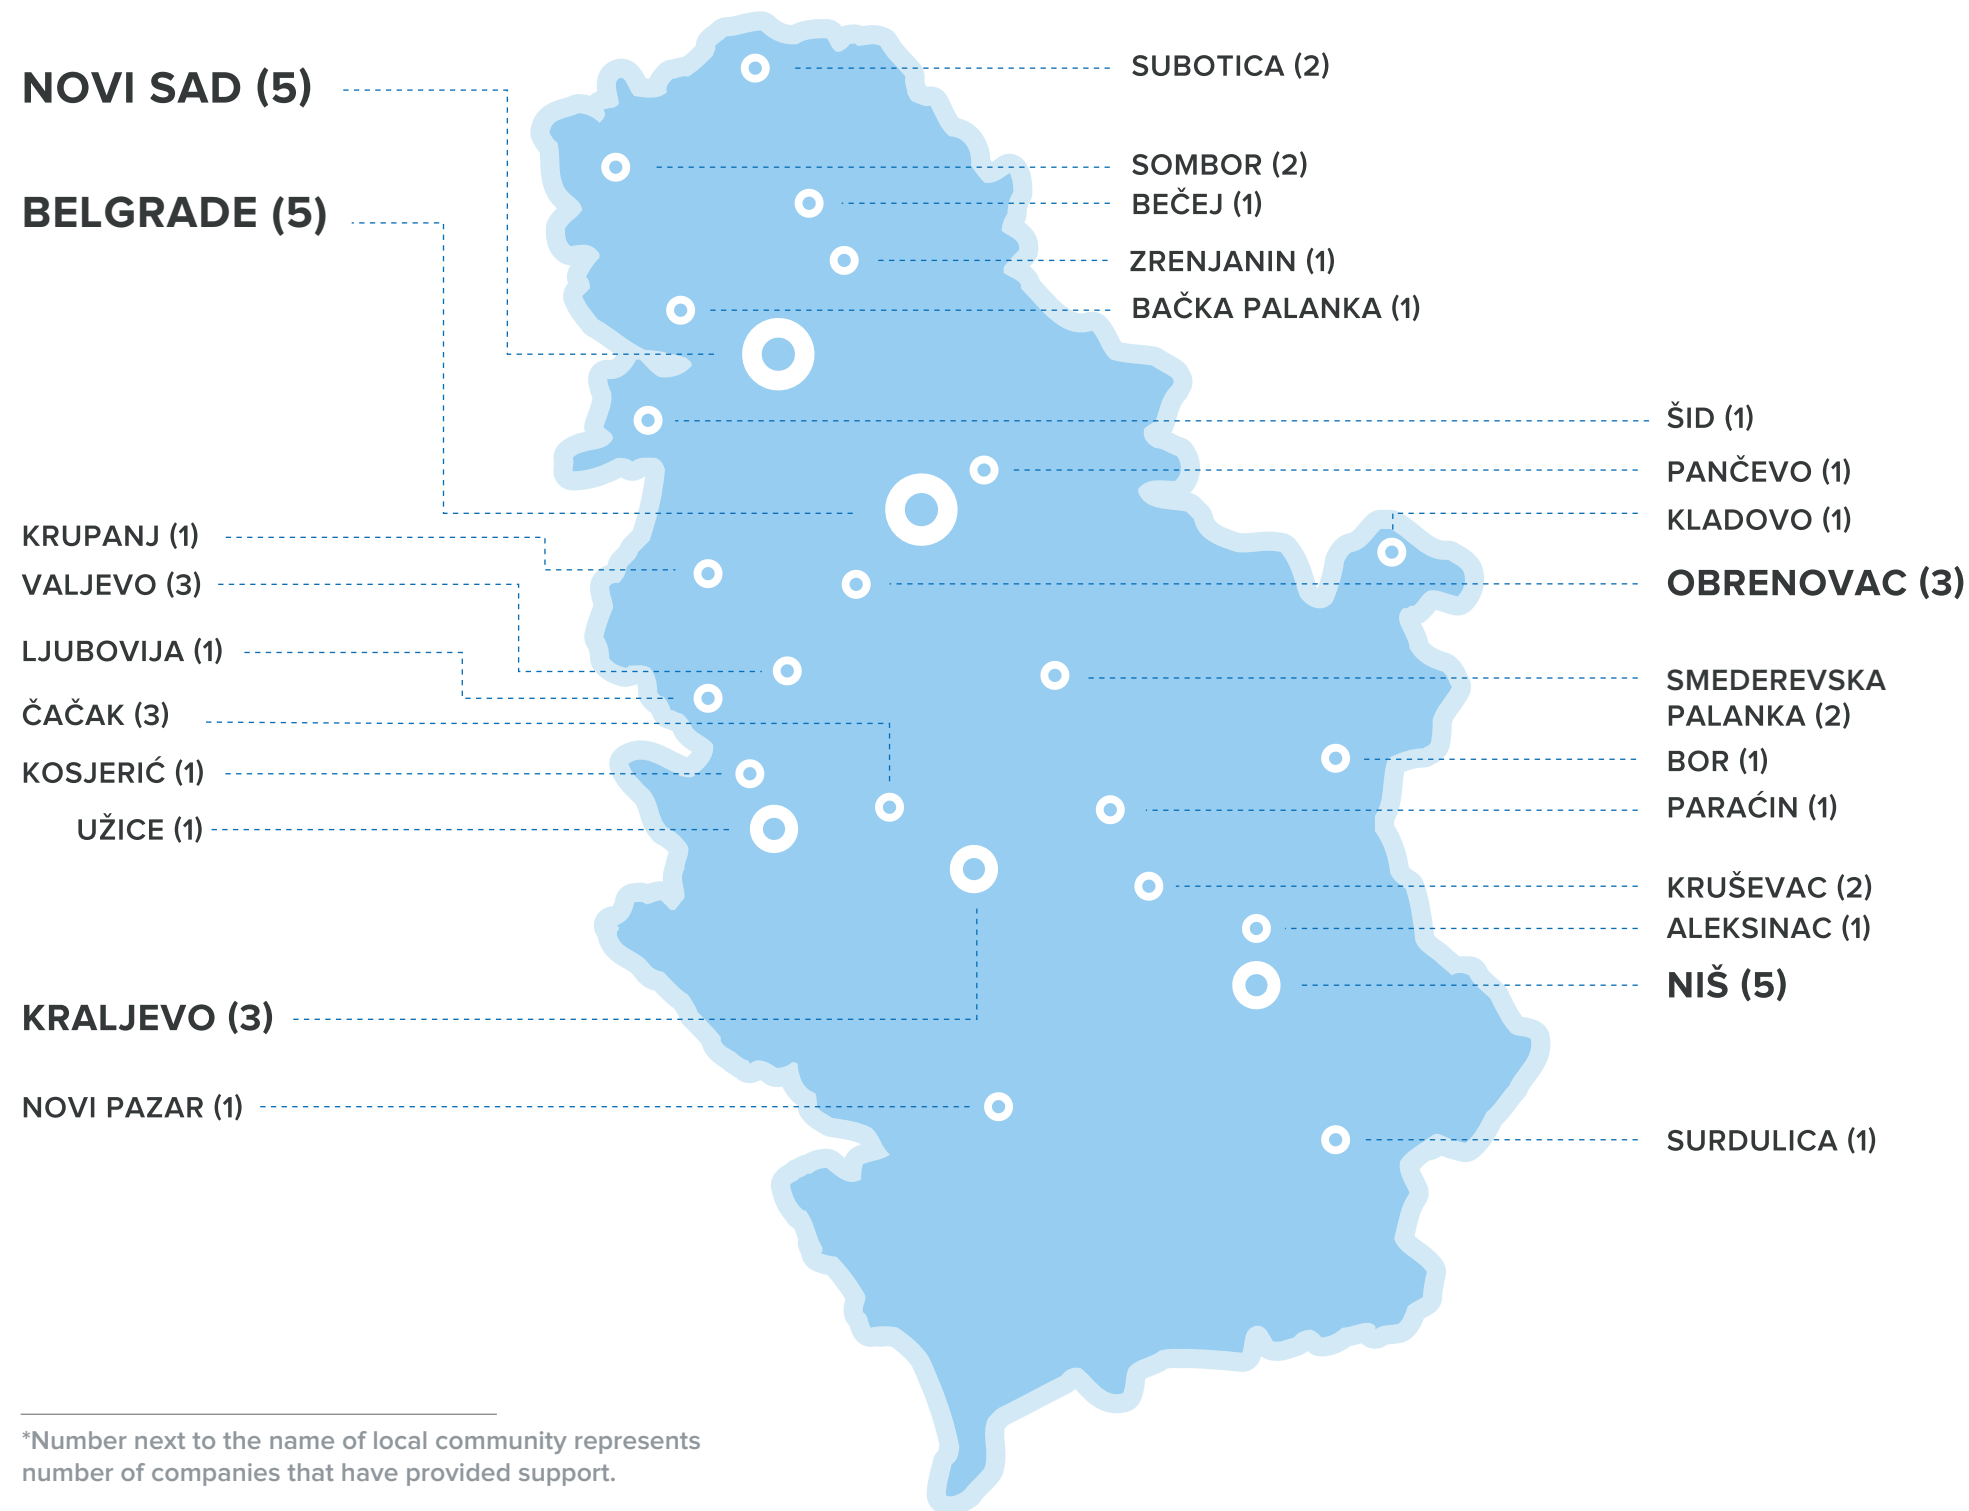 NOVI SAD (5)
BELGRADE (5)
KRUPANJ (1)
VALJEVO (3)
LJUBOVIJA (1)
ČAČAK (3)
KOSJERIĆ (1)
UŽICE (1)
KRALJEVO (3)
NOVI PAZAR (1)
SUBOTICA (2)
SOMBOR (2)
BEČEJ (1)
ZRENJANIN (1)
BAČKA PALANKA (1)
ŠID (1)
PANČEVO (1)
KLADOVO (1)
OBRENOVAC (3)
SMEDEREVSKA
PALANKA (2)
BOR (1)
PARAĆIN (1)
KRUŠEVAC (2)
ALEKSINAC (1)
NIŠ (5)
SURDULICA (1)
*Number next to the name of local community represents
number of companies that have provided support.